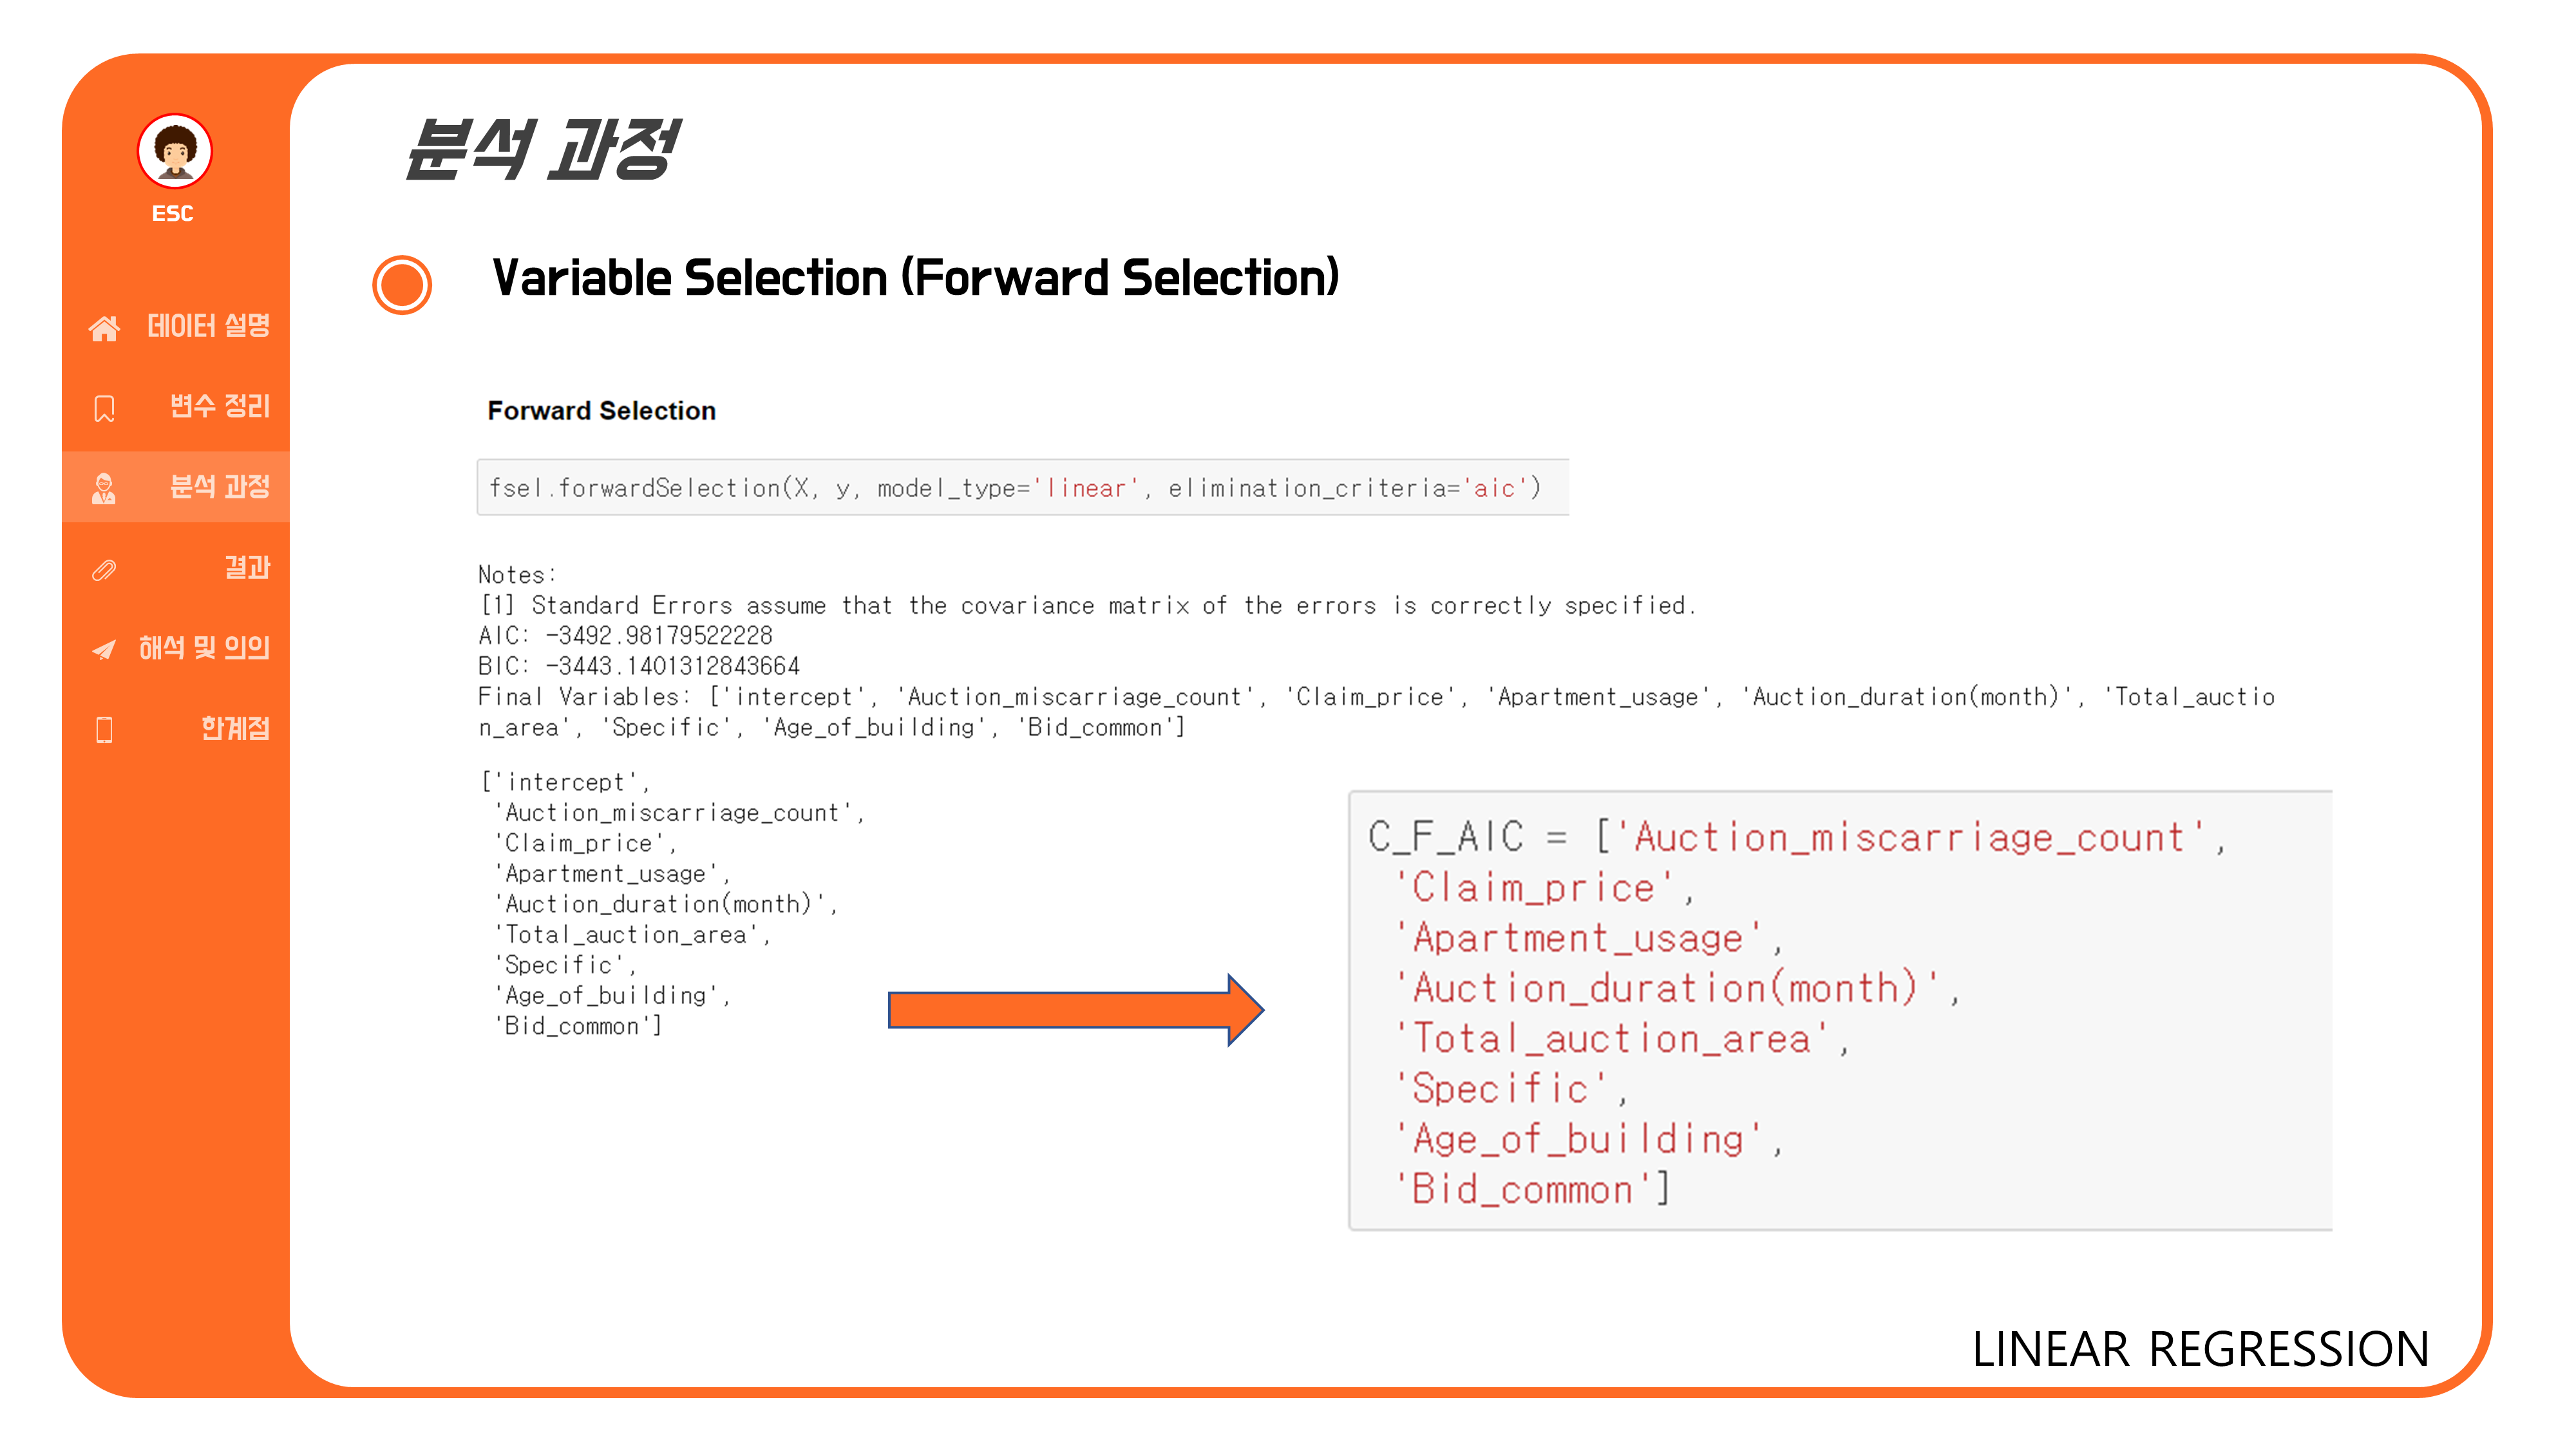 ESC
데이터 설명
변수 정리
분석 과정
결과
해석 및 의의
한계점
분석 과정
Variable Selection (Forward Selection)
Forward Selection
fsel.forwardSelection(X, y, model_type='linear', elimination_criteria='aic')
Notes:
[1] Standard Errors assume that the covariance matrix of the errors is correctly specified.
AIC: -3492.98179522228
BIC: -3443.1401312843664
Final Variables: ['intercept', 'Auction_miscarriage_count', 'Claim_price', 'Apartment_usage', 'Auction_duration(month)', 'Total_auctio
n_area', 'Specific', 'Age_of_building', 'Bid_common']
['intercept',
'Auction_miscarriage_count',
'Claim_price',
'Apartment_usage',
'Auction_duration(month)',
'Total_auction_area',
'Specific',
'Age_of_building',
'Bid_common']
C_F_AIC = ['Auction_miscarriage_count',
'Claim_price',
'Apartment_usage',
'Auction_duration(month)',
'Total_auction_area',
'Specific',
'Age_of_building',
'Bid_common']
LINEAR REGRESSION